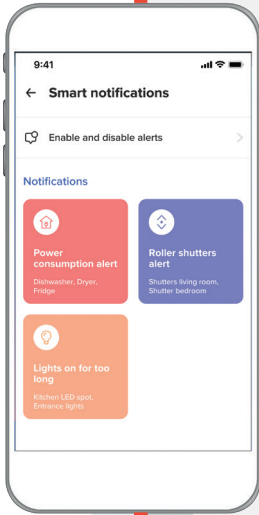 9:41
Smart notifications
Enable and disable alerts
Notifications
Power
consumption alert
Dishwasher, Dryer,
Fridge
Roller shutters
alert
Shutters living room,
Shutter bedroom
Lights on for too
long
Kitchen LED spot,
Entrance lights